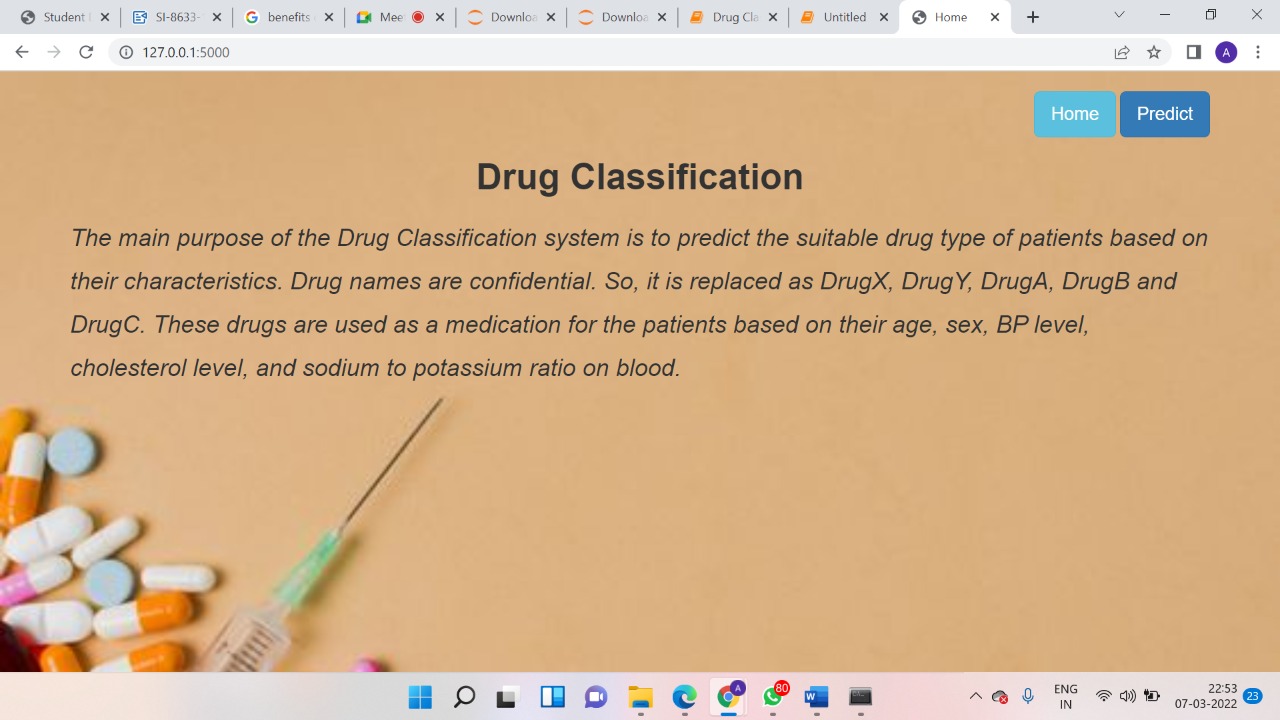 Student
SI-8633-
benefits
Mee
Downloa
Downloa
Drug Cla
Untitled
Home
127.0.0.1:5000
A
Home
Predict
Drug Classification
The main purpose of the Drug Classification system is to predict the suitable drug type of patients based on
their characteristics. Drug names are confidential. So, it is replaced as DrugX, DrugY, DrugA, DrugB and
DrugC. These drugs are used as a medication for the patients based on their age, sex, BP level,
cholesterol level, and sodium to potassium ratio on blood.
A
80
W
ENG
IN
22:53
07-03-2022
23